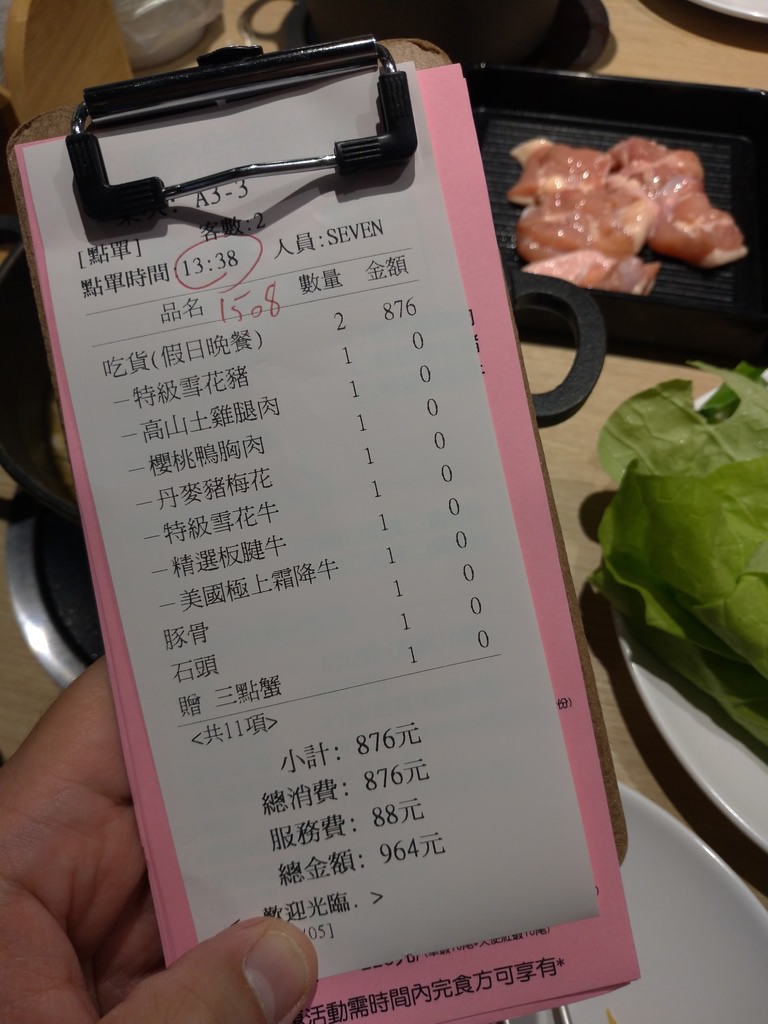 A3-3
客數:2
[點單]
點單時間:13:38 人員:SEVEN
品名 1508 數量 金額
吃貨(假日晚餐) 2 876
–特級雪花豬 1 0
–高山土雞腿肉 1 0
–櫻桃鴨胸肉 1 0
–丹麥豬梅花 1 0
–特級雪花牛 1 0
–精選板腱牛 1 0
–美國極上霜降牛 1 0
豚骨 1 0
石頭 1 0
贈 三點蟹 1 0
<共11項>
小計: 876元
總消費: 876元
服務費: 88元
總金額: 964元
歡迎光臨. >
05]
活動需時間內完食方可享有*